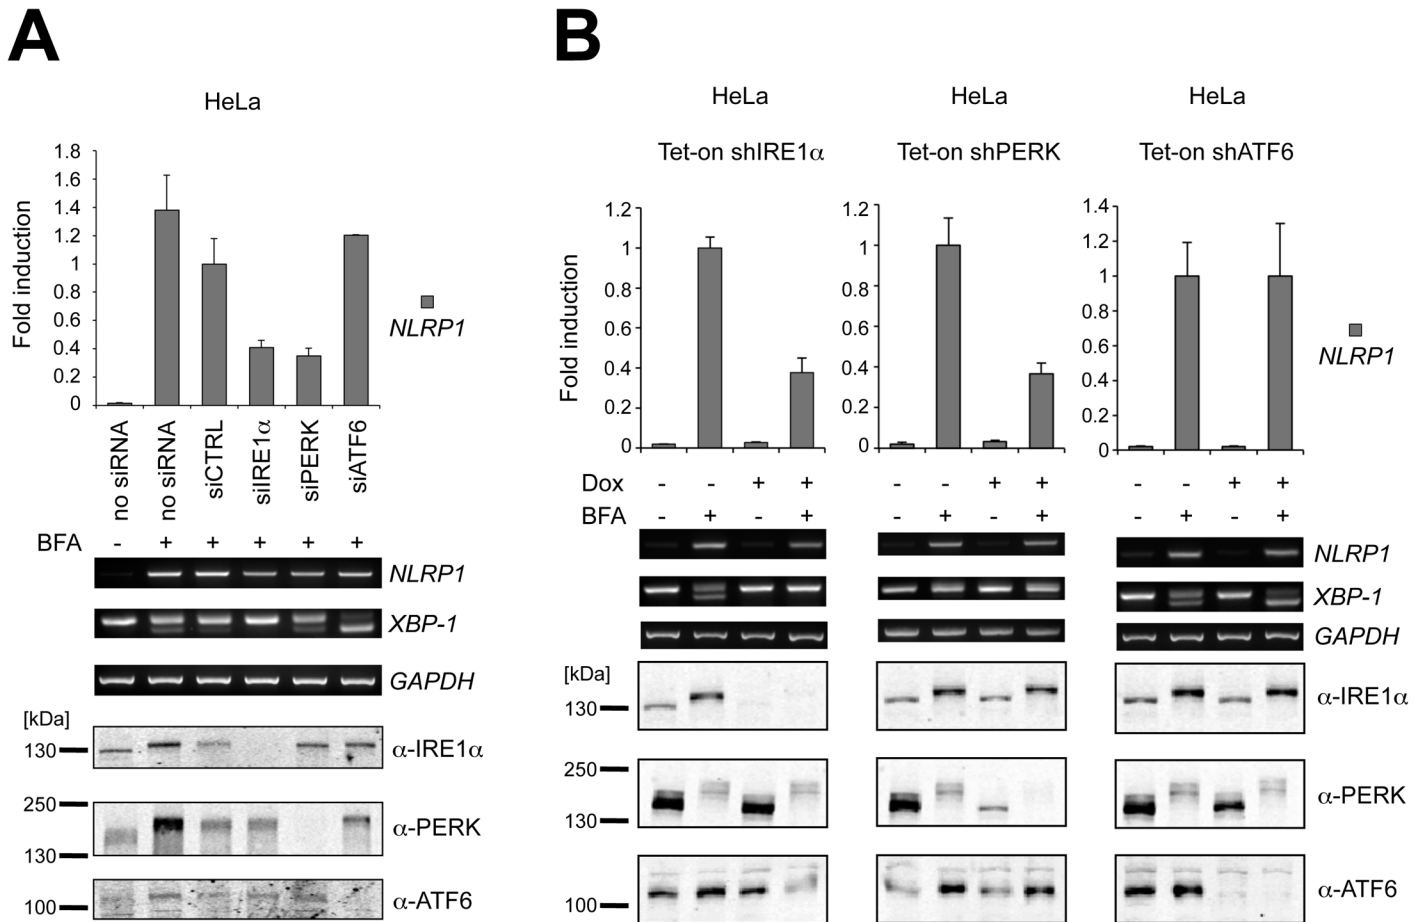 A
HeLa
1.8
1.6
1.4
1.2
1
0.8
0.6
0.4
0.2
0
Fold induction
NLRP1
no siRNA
no siRNA
siCTRL
siIRE1α
siPERK
siATF6
BFA - + + + + +
NLRP1
XBP-1
GAPDH
[kDa]
130 α-IRE1α
250
α-PERK
130
100 α-ATF6
B
HeLa HeLa HeLa
Tet-on shIRE1α Tet-on shPERK Tet-on shATF6
Fold induction
1.2
1
0.8
0.6
0.4
0.2
0
1.2
1
0.8
0.6
0.4
0.2
0
1.4
1.2
1
0.8
0.6
0.4
0.2
0
NLRP1
Dox - - + + - - + + - - + +
BFA - + - + - + - + - + - +
NLRP1
XBP-1
GAPDH
[kDa]
130 α-IRE1α
250
α-PERK
130
100 α-ATF6